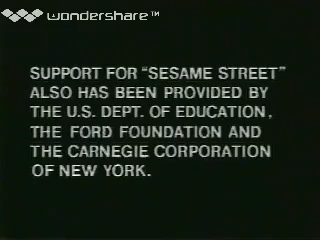 wondershare™
SUPPORT FOR "SESAME STREET"
ALSO HAS BEEN PROVIDED BY
THE U.S. DEPT. OF EDUCATION,
THE FORD FOUNDATION AND
THE CARNEGIE CORPORATION
OF NEW YORK.